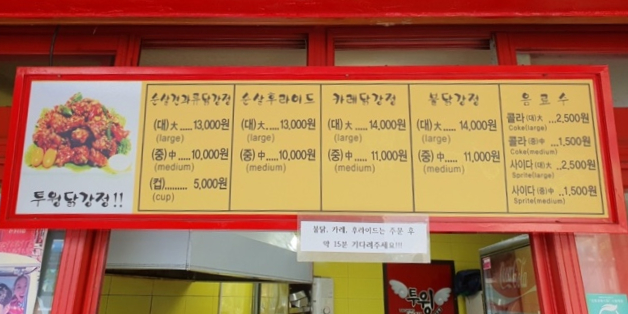 투윙닭강정!!
순살견과류닭강정
(대)大..... 13,000원
(large)
(중)中.... 10,000원
(medium)
(컵)......... 5,000원
(cup)
순살후라이드
(대)大..... 13,000원
(large)
(중)中.... 10,000원
(medium)
카레닭강정
(대)大..... 14,000원
(large)
(중)中.... 11,000원
(medium)
불닭강정
(대)大..... 14,000원
(large)
(중)中.... 11,000원
(medium)
음료수
콜라(대)大 ...2,500원
Coke(large)
콜라(중)中 ...1,500원
Coke(medium)
사이다(대)大 ...2,500원
Sprite(large)
사이다(중)中 ...1,500원
Sprite(medium)
불닭, 카레, 후라이드는 주문 후
약 15분 기다려주세요!!!
투윙